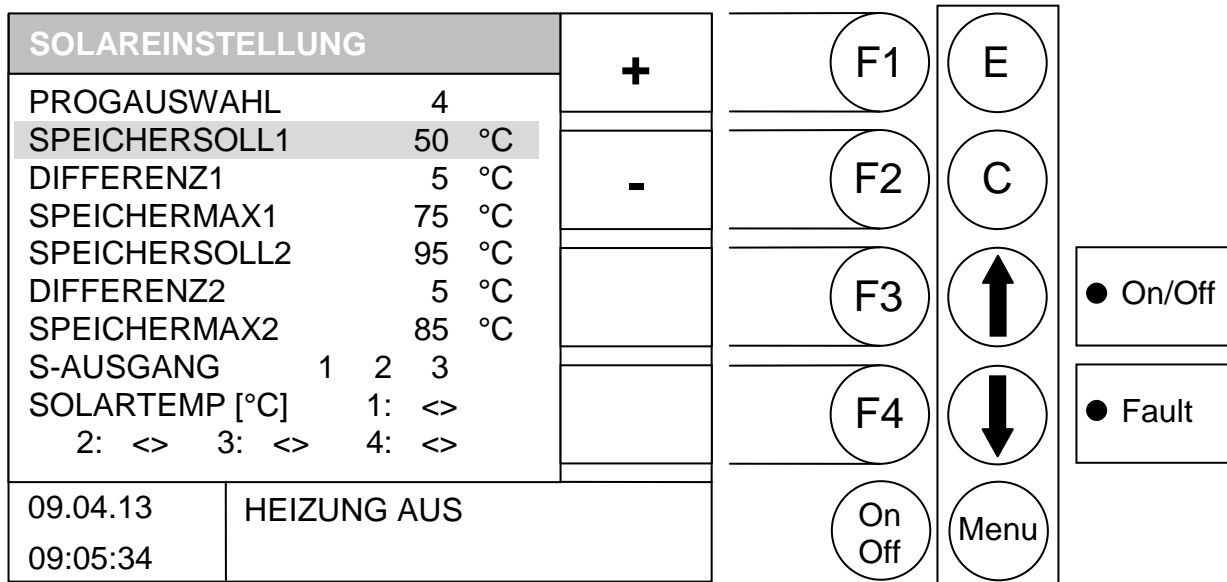 SOLAREINSTELLUNG
PROGAUSWAHL 4
SPEICHERSOLL1 50 °C
DIFFERENZ1 5 °C
SPEICHERMAX1 75 °C
SPEICHERSOLL2 95 °C
DIFFERENZ2 5 °C
SPEICHERMAX2 85 °C
S-AUSGANG 1 2 3
SOLARTEMP [°C] 1: <>
2: <> 3: <> 4: <>
09.04.13
09:05:34
HEIZUNG AUS
+
-
F1
E
F2
C
F3
F4
On
Off
Menu
On/Off
Fault